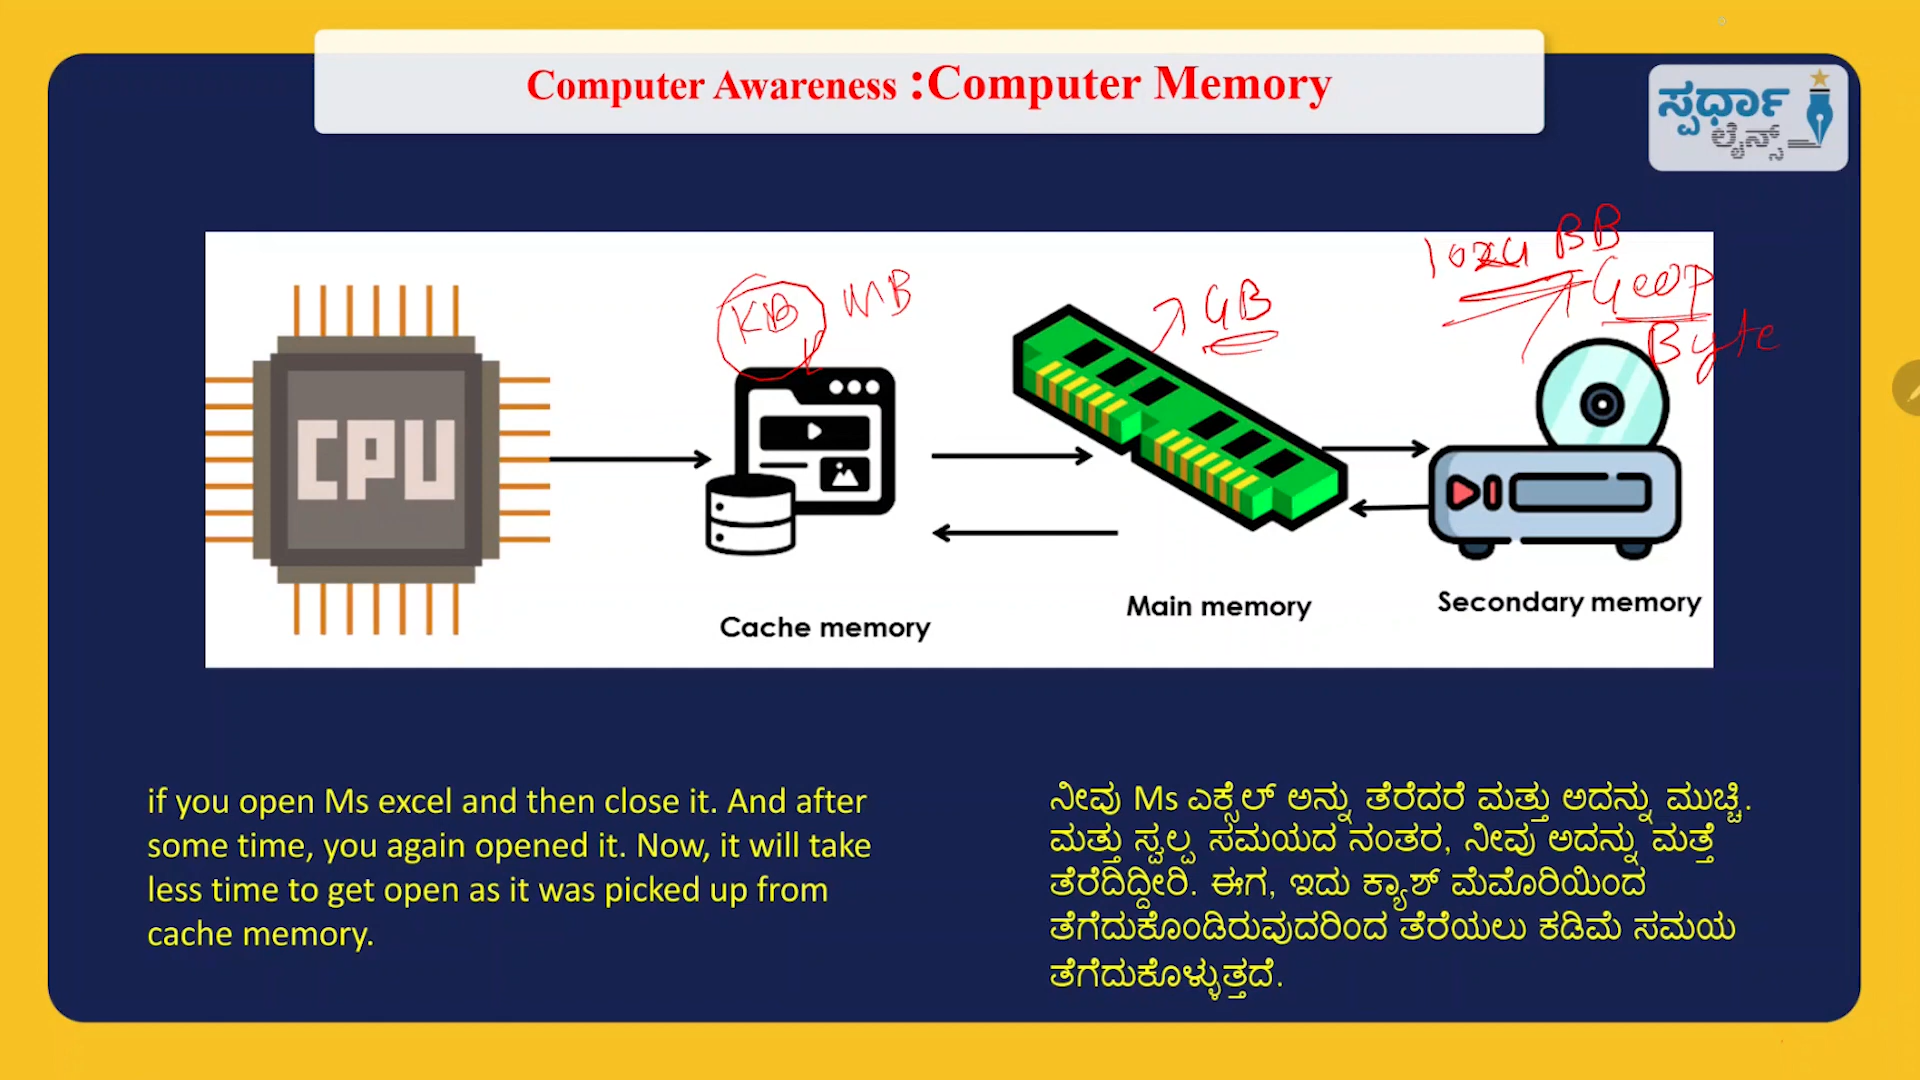 Computer Awareness :Computer Memory
ಸ್ಪರ್ಧಾ
ಲೈನ್ಸ್
1024 BB
KB MB
GB
Geop
Byte
CPU
Cache memory
Main memory
Secondary memory
if you open Ms excel and then close it. And after
some time, you again opened it. Now, it will take
less time to get open as it was picked up from
cache memory.
ನೀವು Ms ಎಕ್ಸೆಲ್ ಅನ್ನು ತೆರೆದರೆ ಮತ್ತು ಅದನ್ನು ಮುಚ್ಚಿ.
ಮತ್ತು ಸ್ವಲ್ಪ ಸಮಯದ ನಂತರ, ನೀವು ಅದನ್ನು ಮತ್ತೆ
ತೆರೆದಿದ್ದೀರಿ. ಈಗ, ಇದು ಕ್ಯಾಶ್ ಮೆಮೊರಿಯಿಂದ
ತೆಗೆದುಕೊಂಡಿರುವುದರಿಂದ ತೆರೆಯಲು ಕಡಿಮೆ ಸಮಯ
ತೆಗೆದುಕೊಳ್ಳುತ್ತದೆ.